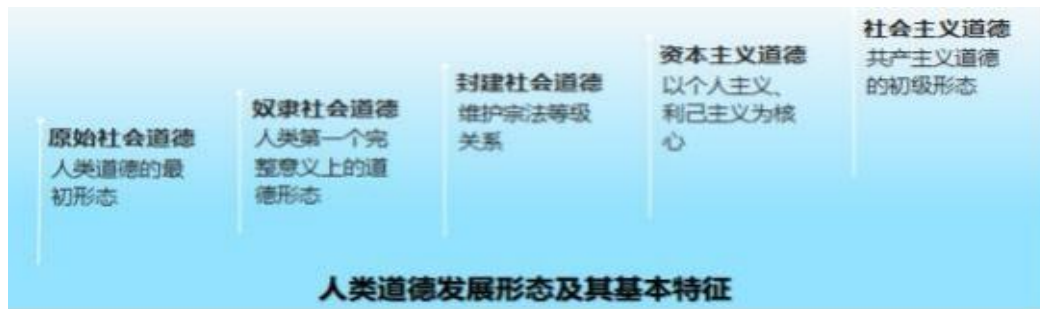 原始社会道德
人类道德的最
初形态
奴隶社会道德
人类第一个完
整意义上的道
德形态
封建社会道德
维护宗法等级
关系
资本主义道德
以个人主义、
利己主义为核
心
社会主义道德
共产主义道德
的初级形态
人类道德发展形态及其基本特征